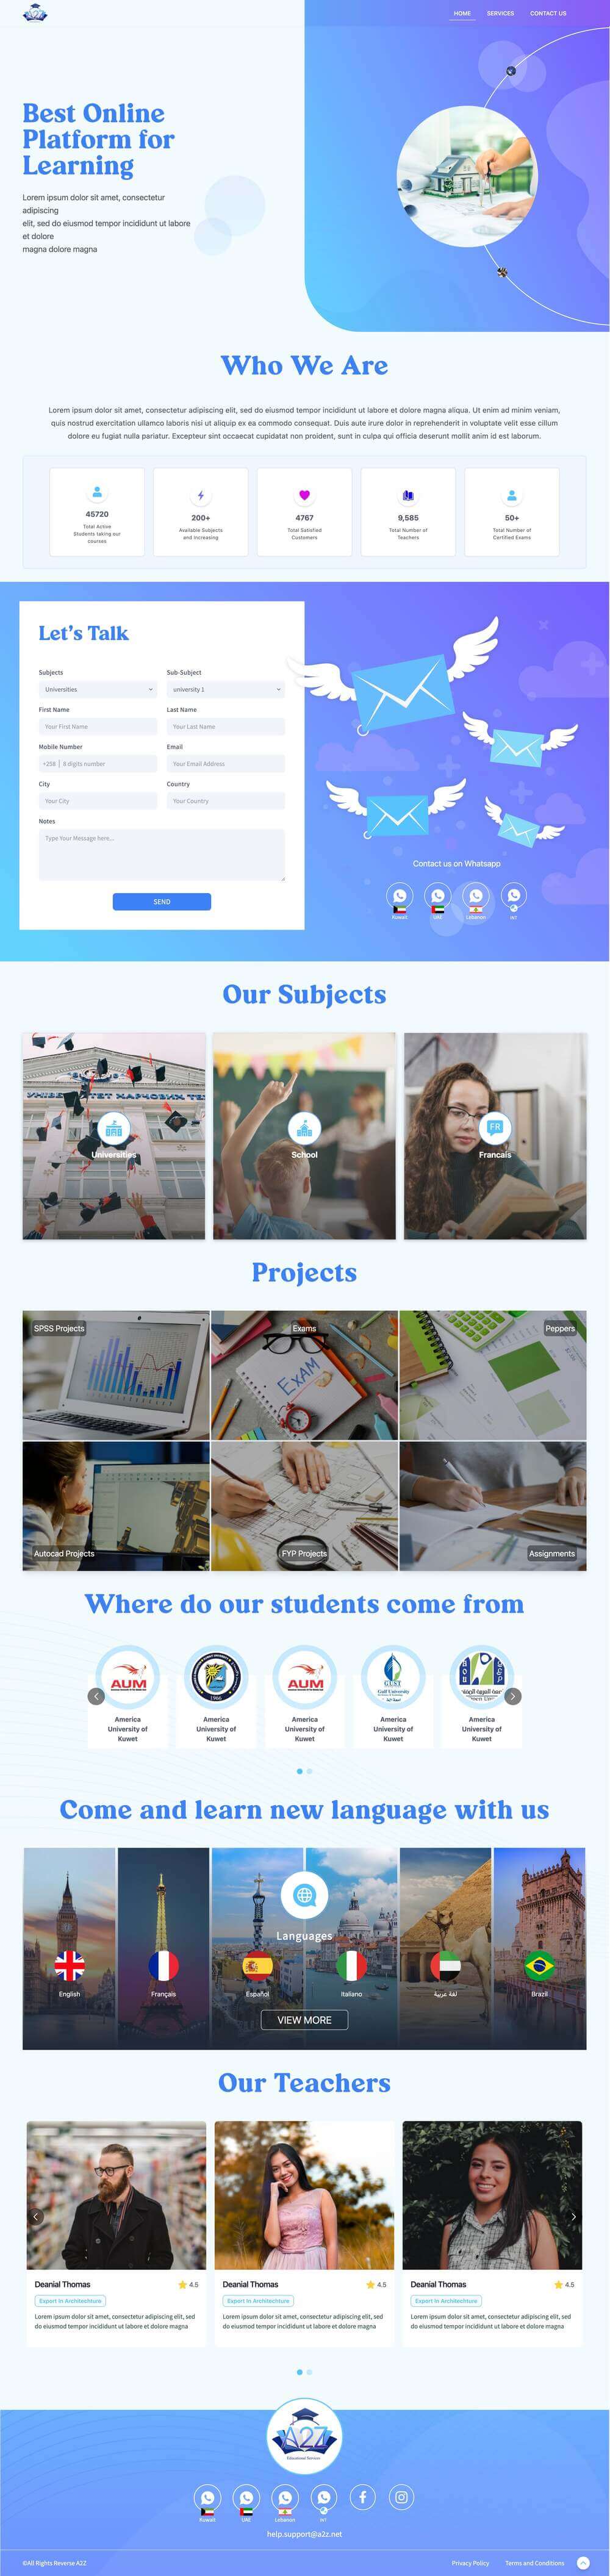 A2Z
HOME SERVICES CONTACT US
Best Online
Platform for
Learning
Lorem ipsum dolor sit amet, consectetur
adipiscing
elit, sed do eiusmod tempor incididunt ut labore
et dolore
magna dolore magna
Who We Are
Lorem ipsum dolor sit amet, consectetur adipiscing elit, sed do eiusmod tempor incididunt ut labore et dolore magna aliqua. Ut enim ad minim veniam,
quis nostrud exercitation ullamco laboris nisi ut aliquip ex ea commodo consequat. Duis aute irure dolor in reprehenderit in voluptate velit esse cillum
dolore eu fugiat nulla pariatur. Excepteur sint occaecat cupidatat non proident, sunt in culpa qui officia deserunt mollit anim id est laborum.
45720
Total Active
Students taking our
courses
200+
Available Subjects
and Increasing
4767
Total Satisfied
Customers
9,585
Total Number of
Teachers
50+
Total Number of
Certified Exams
Let's Talk
Subjects Sub-Subject
Universities university 1
First Name Last Name
Your First Name Your Last Name
Mobile Number Email
+258 | 8 digits number Your Email Address
City Country
Your City Your Country
Notes
Type Your Message here...
SEND
Contact us on Whatsapp
Kuwait UAE Lebanon INT
Our Subjects
FR
Universities School Francais
Projects
SPSS Projects Exams Peppers
EXAM
Autocad Projects FYP Projects Assignments
Where do our students come from
AUM 1966 AUM GUST
Gulf University
America
University of
Kuwet
America
University of
Kuwet
America
University of
Kuwet
America
University of
Kuwet
America
University of
Kuwet
Come and learn new language with us
Languages
English Français Español Italiano لغة عربية Brazil
VIEW MORE
Our Teachers
Deanial Thomas 4.5
Expert In Architechture
Lorem ipsum dolor sit amet, consectetur adipiscing elit, sed
do eiusmod tempor incididunt ut labore et dolore magna
Deanial Thomas 4.5
Expert In Architechture
Lorem ipsum dolor sit amet, consectetur adipiscing elit, sed
do eiusmod tempor incididunt ut labore et dolore magna
Deanial Thomas 4.5
Expert In Architechture
Lorem ipsum dolor sit amet, consectetur adipiscing elit, sed
do eiusmod tempor incididunt ut labore et dolore magna
A2Z
Educational Services
Kuwait UAE Lebanon INT
help.support@a2z.net
©All Rights Reverse A2Z Privacy Policy Terms and Conditions